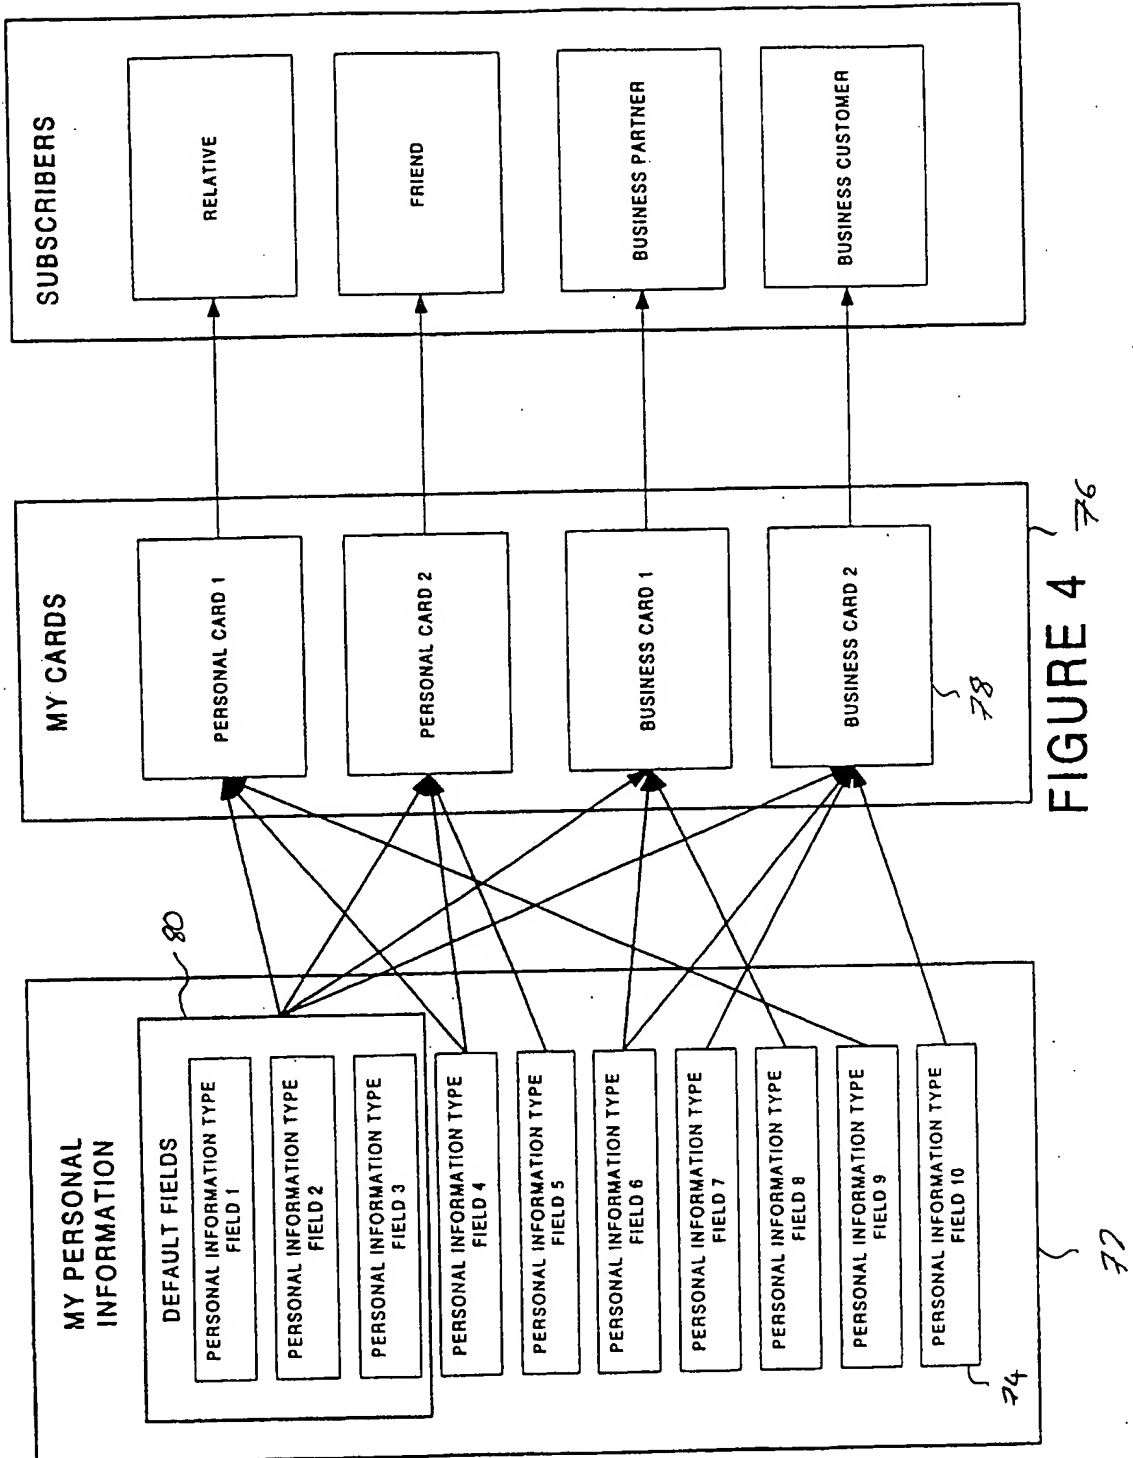 MY PERSONAL
INFORMATION
DEFAULT FIELDS
PERSONAL INFORMATION TYPE
FIELD 1
PERSONAL INFORMATION TYPE
FIELD 2
PERSONAL INFORMATION TYPE
FIELD 3
PERSONAL INFORMATION TYPE
FIELD 4
PERSONAL INFORMATION TYPE
FIELD 5
PERSONAL INFORMATION TYPE
FIELD 6
PERSONAL INFORMATION TYPE
FIELD 7
PERSONAL INFORMATION TYPE
FIELD 8
PERSONAL INFORMATION TYPE
FIELD 9
PERSONAL INFORMATION TYPE
FIELD 10
74
77
80
MY CARDS
PERSONAL CARD 1
PERSONAL CARD 2
BUSINESS CARD 1
BUSINESS CARD 2
78
76
SUBSCRIBERS
RELATIVE
FRIEND
BUSINESS PARTNER
BUSINESS CUSTOMER
FIGURE 4